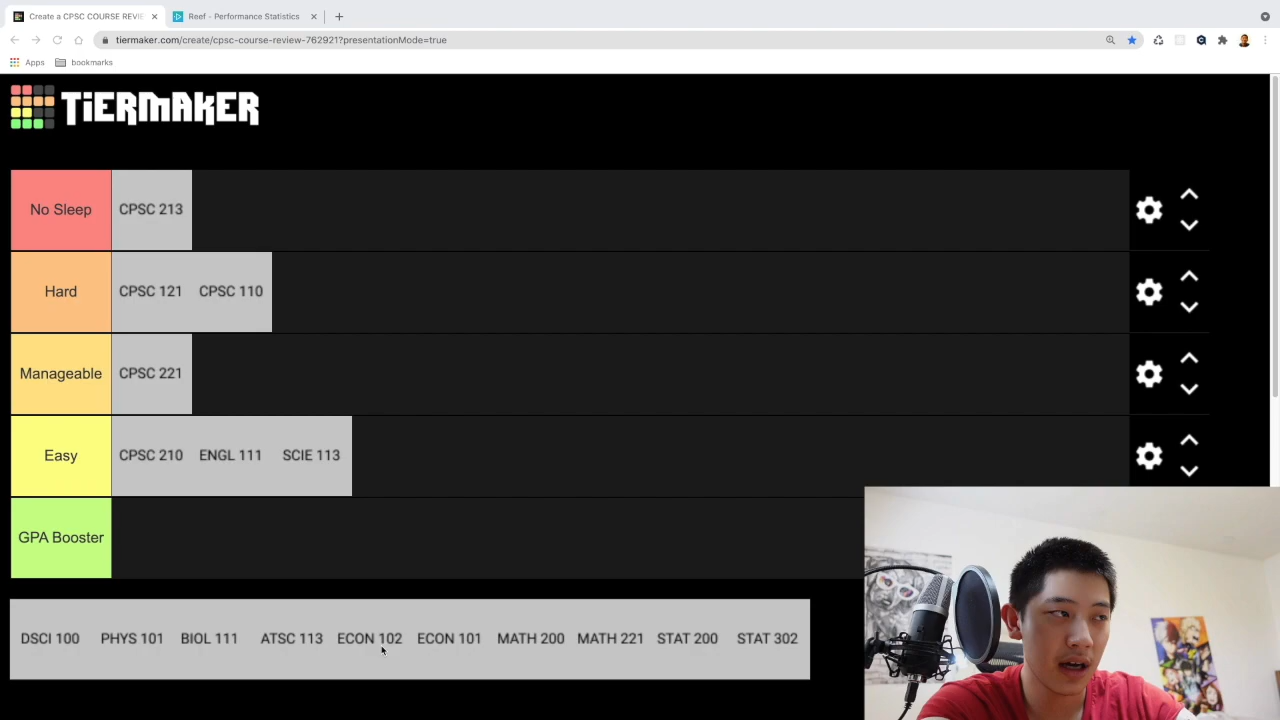 Create a CPSC COURSE REVIE
Reef - Performance Statistics
tiermaker.com/create/cpsc-course-review-762921?presentationMode=true
Apps
bookmarks
TiERMAKER
No Sleep
CPSC 213
Hard
CPSC 121
CPSC 110
Manageable
CPSC 221
Easy
CPSC 210
ENGL 111
SCIE 113
GPA Booster
DSCI 100
PHYS 101
BIOL 111
ATSC 113
ECON 102
ECON 101
MATH 200
MATH 221
STAT 200
STAT 302